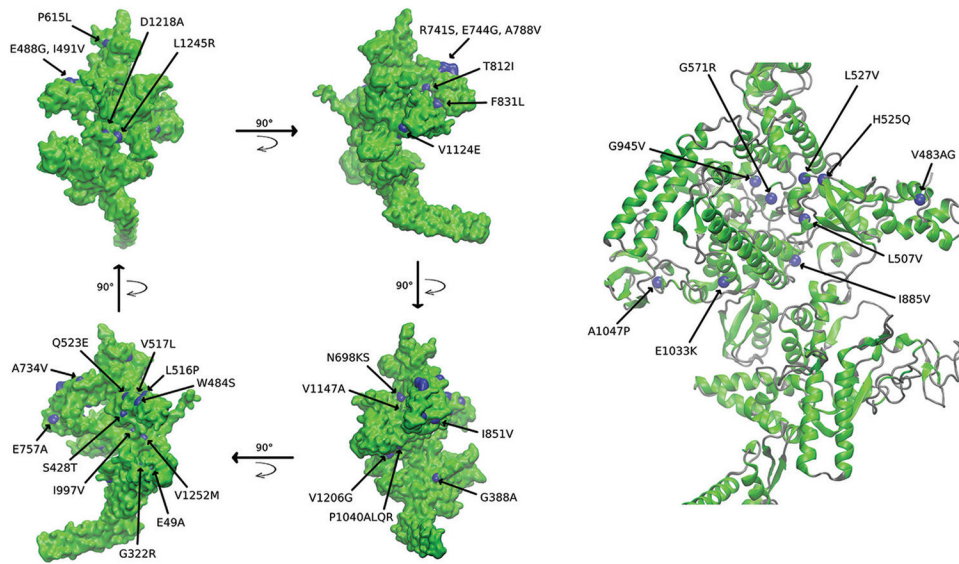 P615L
D1218A
E488G, I491V
L1245R
90°
R741S, E744G, A788V
T812I
F831L
V1124E
90°
90°
Q523E
V517L
L516P
A734V
W484S
E757A
S428T
I997V
V1252M
E49A
G322R
90°
N698KS
V1147A
I851V
V1206G
G388A
P1040ALQR
G571R
L527V
H525Q
G945V
V483AG
L507V
I885V
A1047P
E1033K